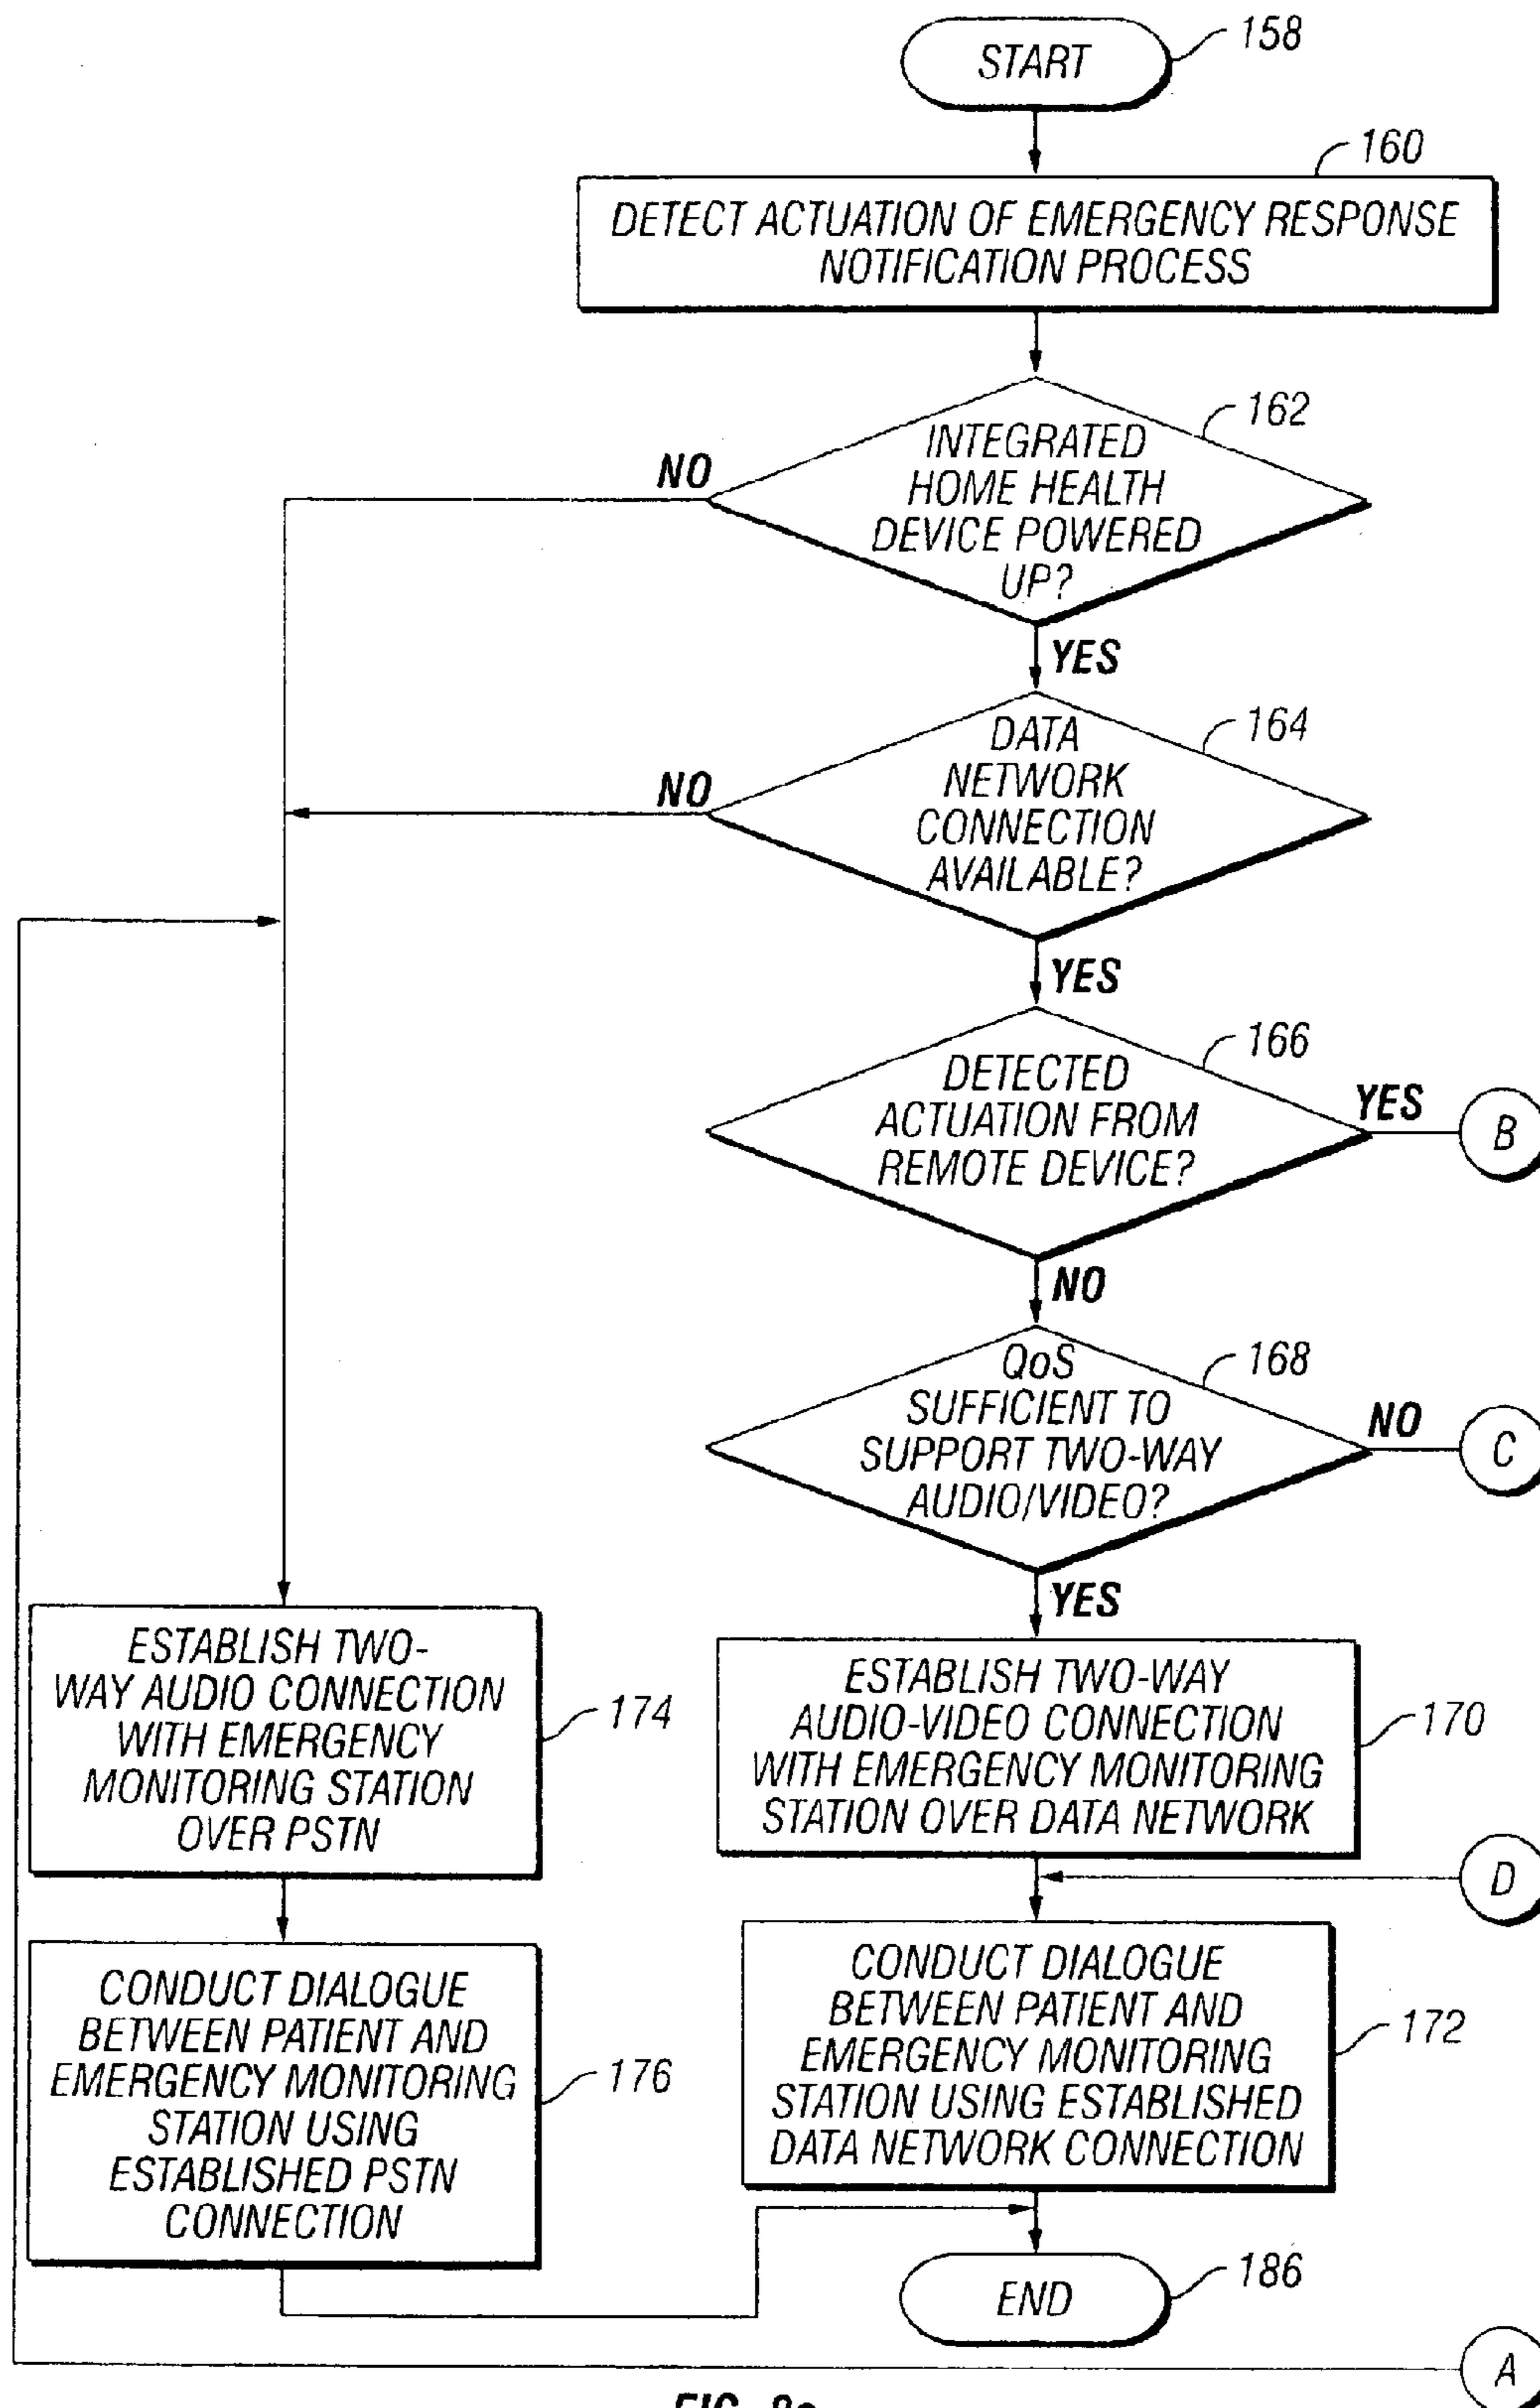 START
158
160
DETECT ACTUATION OF EMERGENCY RESPONSE
NOTIFICATION PROCESS
162
INTEGRATED
HOME HEALTH
DEVICE POWERED
UP?
NO
YES
164
DATA
NETWORK
CONNECTION
AVAILABLE?
NO
YES
166
DETECTED
ACTUATION FROM
REMOTE DEVICE?
YES
B
NO
168
QoS
SUFFICIENT TO
SUPPORT TWO-WAY
AUDIO/VIDEO?
NO
C
YES
ESTABLISH TWO-
WAY AUDIO CONNECTION
WITH EMERGENCY
MONITORING STATION
OVER PSTN
174
ESTABLISH TWO-WAY
AUDIO-VIDEO CONNECTION
WITH EMERGENCY MONITORING
STATION OVER DATA NETWORK
170
D
CONDUCT DIALOGUE
BETWEEN PATIENT AND
EMERGENCY MONITORING
STATION USING
ESTABLISHED PSTN
CONNECTION
176
CONDUCT DIALOGUE
BETWEEN PATIENT AND
EMERGENCY MONITORING
STATION USING ESTABLISHED
DATA NETWORK CONNECTION
172
END
186
A